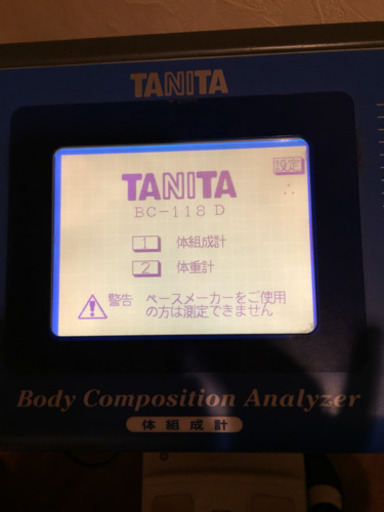 TANITA
設定
TANITA
BC-118D
1 体組成計
2 体重計
警告 ペースメーカーをご使用
の方は測定できません
Body Composition Analyzer
体組成計